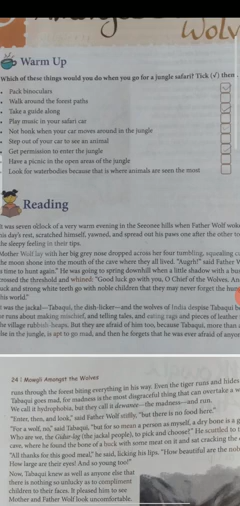 Wolv
Warm Up
Which of these things would you do when you go for a jungle safari? Tick (√) then
Pack binoculars
Walk around the forest paths
Take a guide along
Play music in your safari car
Not honk when your car moves around in the jungle
Step out of your car to see an animal
Get permission to enter the jungle
Have a picnic in the open areas of the jungle
Look for waterbodies because that is where animals are seen the most
Reading
It was seven o'clock of a very warm evening in the Seeonee hills when Father Wolf woke
his day's rest, scratched himself, yawned, and spread out his paws one after the other to
the sleepy feeling in their tips.
Mother Wolf lay with her big grey nose dropped across her four tumbling, squealing
the moon shone into the mouth of the cave where they all lived. "Augrh!" said Father W
time to hunt again." He was going to spring downhill when a little shadow with a bus
crossed the threshold and whined: "Good luck go with you, O Chief of the Wolves. An
luck and strong white teeth go with noble children that they may never forget the hung
his world."
t was the jackal—Tabaqui, the dish-licker—and the wolves of India despise Tabaqui be
runs about making mischief, and telling tales, and eating rags and pieces of leather
he village rubbish-heaps. But they are afraid of him too, because Tabaqui, more than a
else in the jungle, is apt to go mad, and then he forgets that he was ever afraid of anyon
24 | Mowgli Amongst the Wolves
runs through the forest biting everything in his way. Even the tiger runs and hides
Tabaqui goes mad, for madness is the most disgraceful thing that can overtake a w
We call it hydrophobia, but they call it dewanee—the madness—and run.
"Enter, then, and look," said Father Wolf stiffly, "but there is no food here."
"For a wolf, no," said Tabaqui, "but for so mean a person as myself, a dry bone is a g
Who are we, the Gidur-log (the jackal people), to pick and choose?" He scuttled to t
cave, where he found the bone of a buck with some meat on it and sat cracking the
"All thanks for this good meal," he said, licking his lips. "How beautiful are the nobl
How large are their eyes! And so young too!"
Now, Tabaqui knew as well as anyone else that
there is nothing so unlucky as to compliment
children to their faces. It pleased him to see
Mother and Father Wolf look uncomfortable.